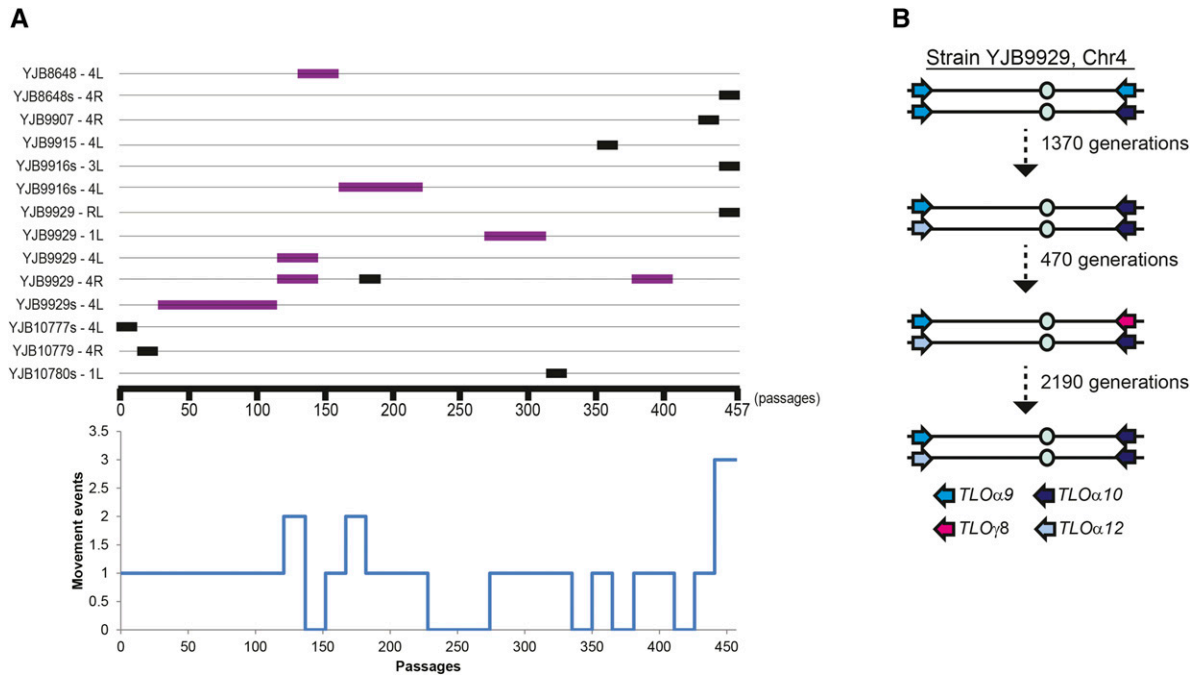 A
YJB8648 - 4L
YJB8648s - 4R
YJB9907 - 4R
YJB9915 - 4L
YJB9916s - 3L
YJB9916s - 4L
YJB9929 - RL
YJB9929 - 1L
YJB9929 - 4L
YJB9929 - 4R
YJB9929s - 4L
YJB10777s - 4L
YJB10779 - 4R
YJB10780s - 1L
0 50 100 150 200 250 300 350 400 457 (passages)
Movement events
3.5
3
2.5
2
1.5
1
0.5
0
0 50 100 150 200 250 300 350 400 450
Passages
B
Strain YJB9929, Chr4
1370 generations
470 generations
2190 generations
TLOα9 TLOα10
TLOγ8 TLOα12